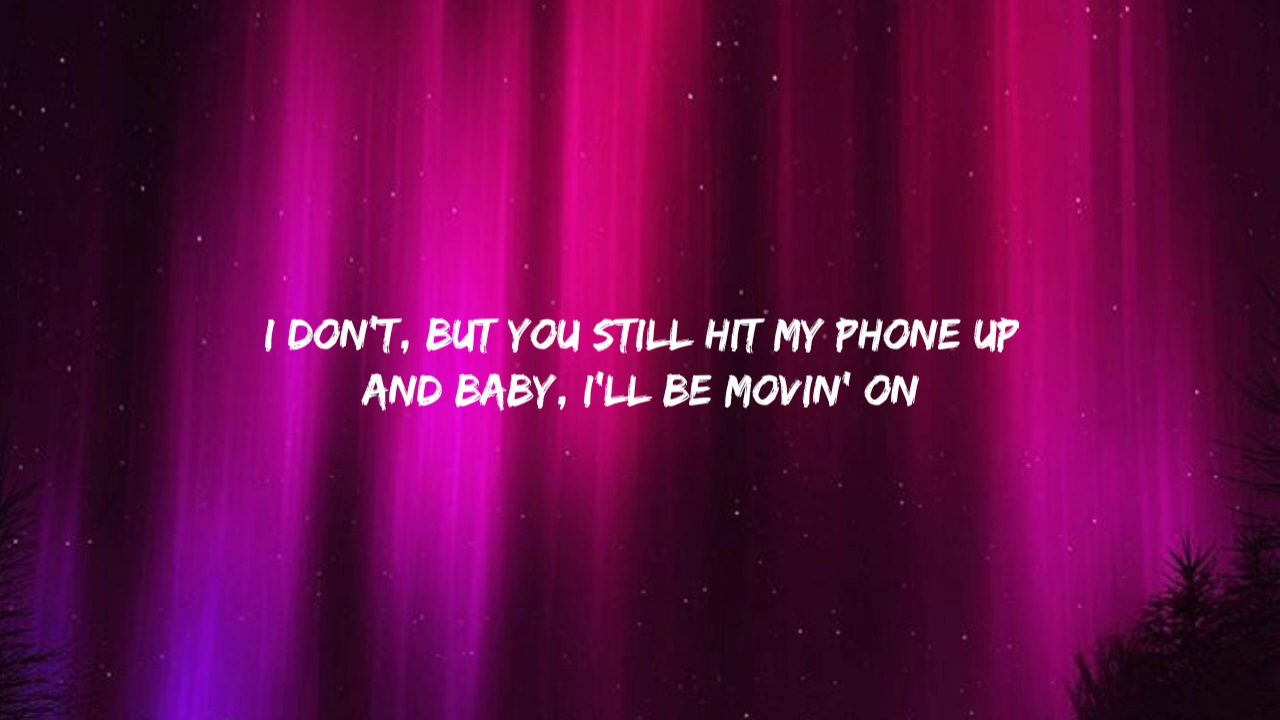 I DON'T, BUT YOU STILL HIT MY PHONE UP
AND BABY, I'LL BE MOVIN' ON